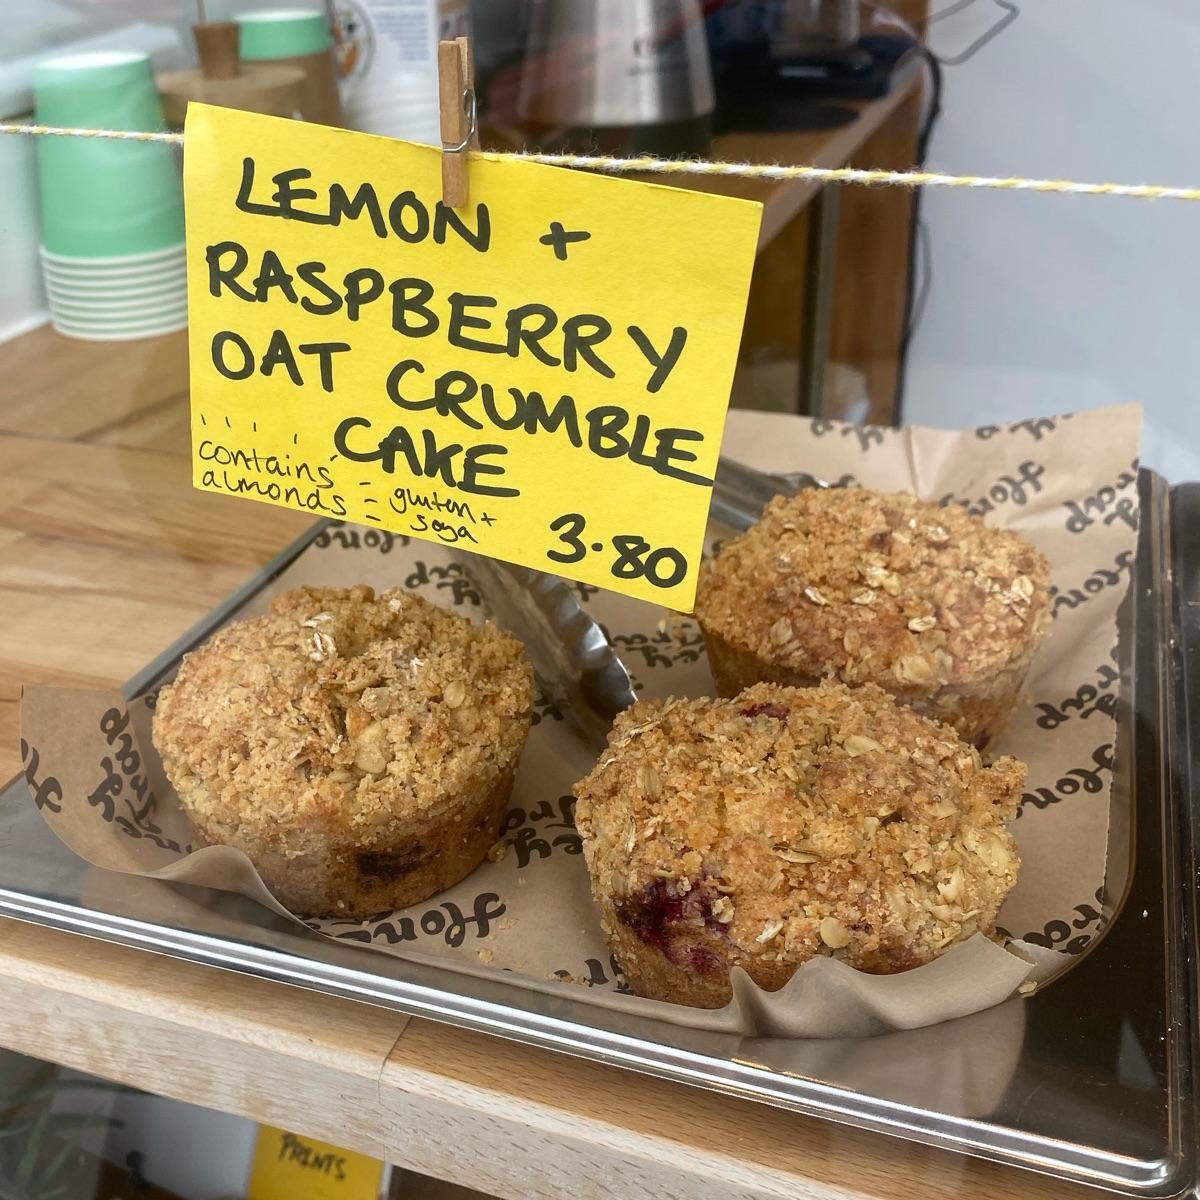 LEMON +
RASPBERRY
OAT CRUMBLE
CAKE
contains
almonds = gluten +
soya
3.80
PRINTS